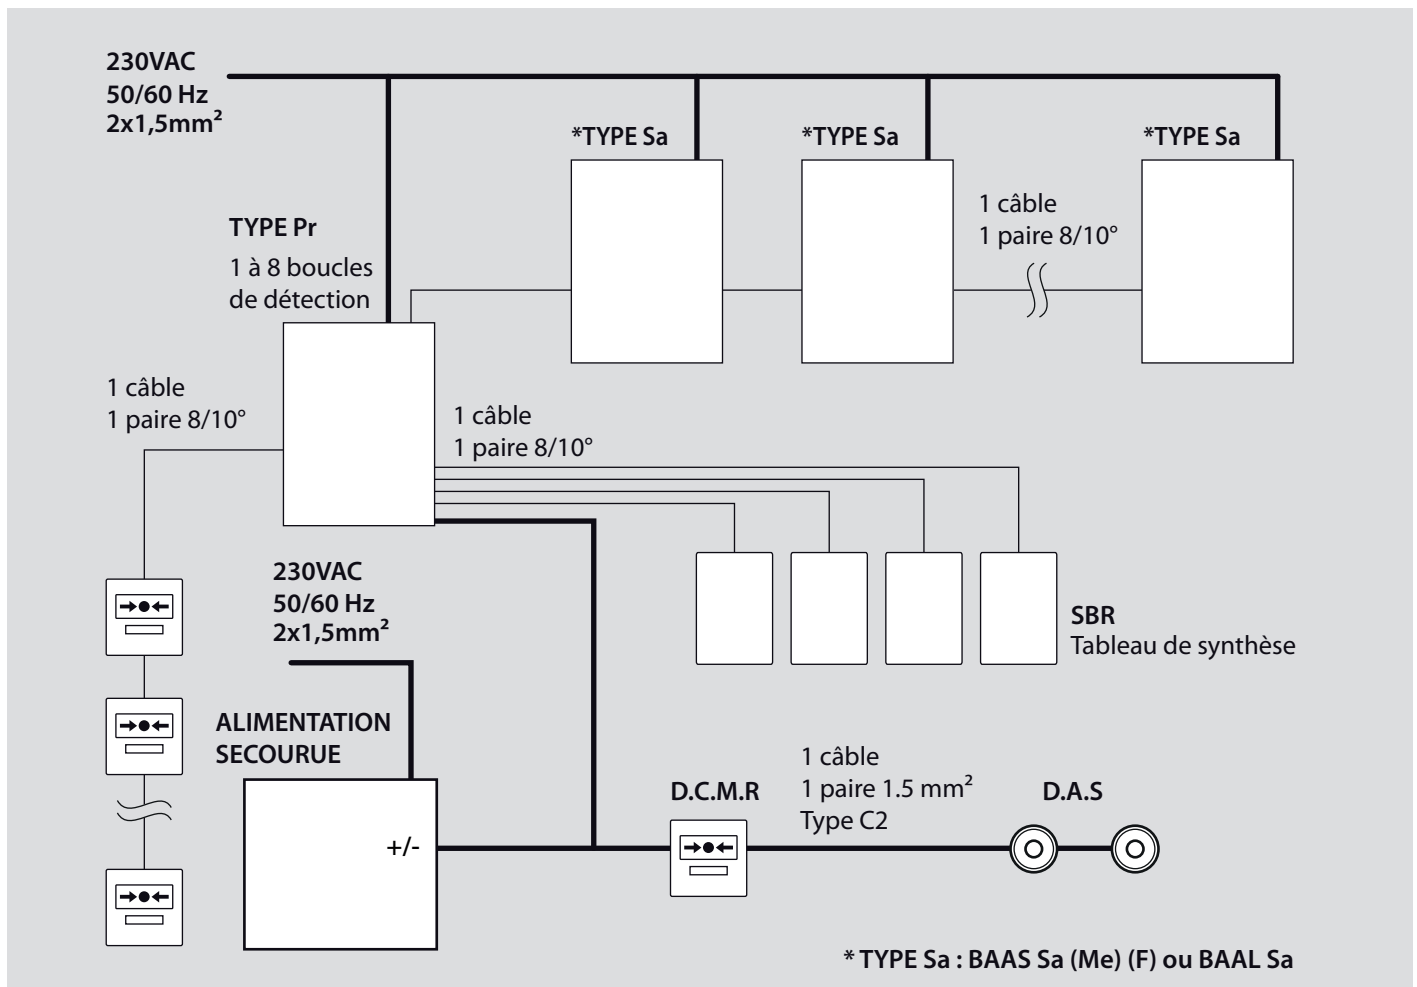 230VAC
50/60 Hz
2x1,5mm²
*TYPE Sa
*TYPE Sa
*TYPE Sa
1 câble
1 paire 8/10°
TYPE Pr
1 à 8 boucles
de détection
1 câble
1 paire 8/10°
1 câble
1 paire 8/10°
230VAC
50/60 Hz
2x1,5mm²
SBR
Tableau de synthèse
ALIMENTATION
SECOURUE
+/-
D.C.M.R
1 câble
1 paire 1.5 mm²
Type C2
D.A.S
* TYPE Sa : BAAS Sa (Me) (F) ou BAAL Sa